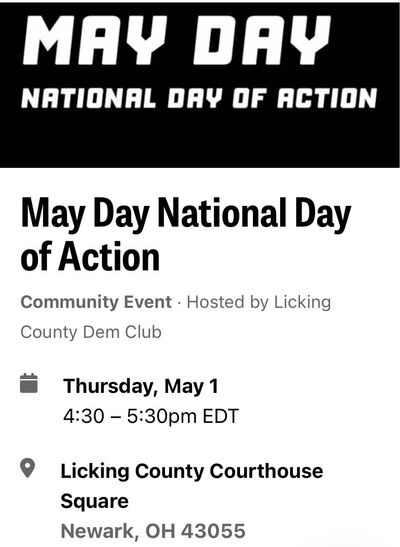 MAY DAY
NATIONAL DAY OF ACTION
May Day National Day
of Action
Community Event · Hosted by Licking
County Dem Club
Thursday, May 1
4:30 – 5:30pm EDT
Licking County Courthouse
Square
Newark, OH 43055